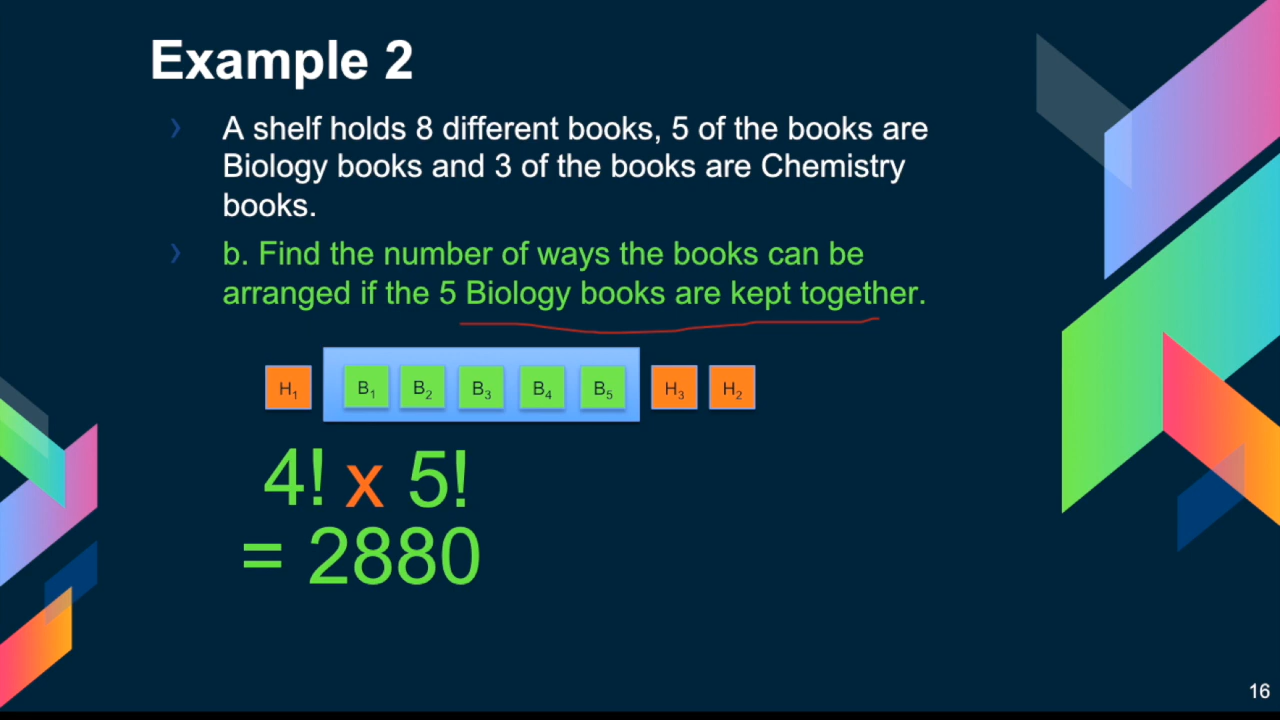 Example 2
› A shelf holds 8 different books, 5 of the books are
Biology books and 3 of the books are Chemistry
books.
› b. Find the number of ways the books can be
arranged if the 5 Biology books are kept together.
H₁ B₁ B₂ B₃ B₄ B₅ H₃ H₂
4! x 5!
= 2880
16